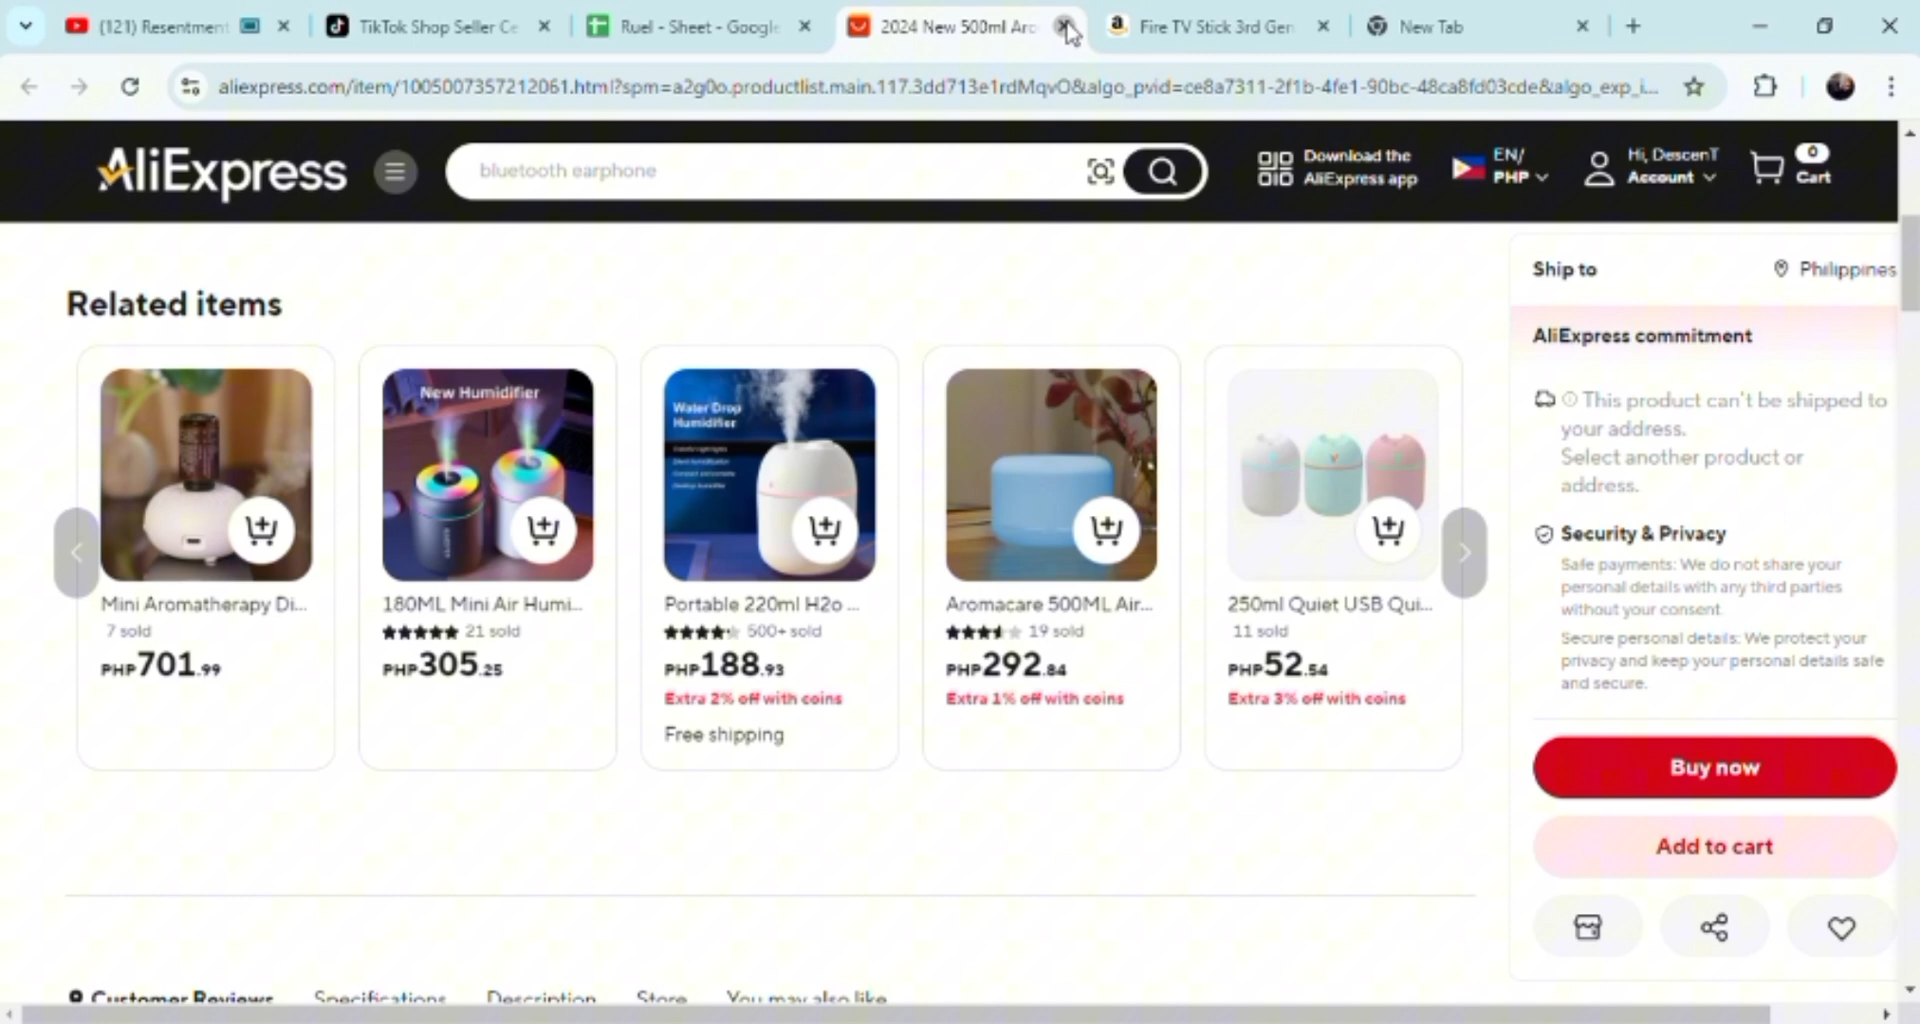 (121) Resentment
TikTok Shop Seller Ce
Ruel - Sheet - Google
2024 New 500ml Aro
Fire TV Stick 3rd Gen
New Tab
aliexpress.com/item/1005007357212061.html?spm=a2g0o.productlist.main.117.3dd713e1rdMqvO&algo_pvid=ce8a7311-2f1b-4fe1-90bc-48ca8fd03cde&algo_exp_i...
AliExpress
bluetooth earphone
Download the
AliExpress app
EN/
PHP
Hi, DescenT
Account
0
Cart
Ship to
Philippines
Related items
AliExpress commitment
This product can't be shipped to
your address.
Select another product or
address.
New Humidifier
Water Drop
Humidifier
Mini Aromatherapy Di...
7 sold
PHP701.99
180ML Mini Air Humi...
21 sold
PHP305.25
Portable 220ml H2o ...
500+ sold
PHP188.93
Extra 2% off with coins
Free shipping
Aromacare 500ML Air...
19 sold
PHP292.84
Extra 1% off with coins
250ml Quiet USB Qui...
11 sold
PHP52.54
Extra 3% off with coins
Security & Privacy
Safe payments: We do not share your
personal details with any third parties
without your consent.
Secure personal details: We protect your
privacy and keep your personal details safe
and secure.
Buy now
Add to cart
Customer Reviews
Specifications
Description
Store
You may also like